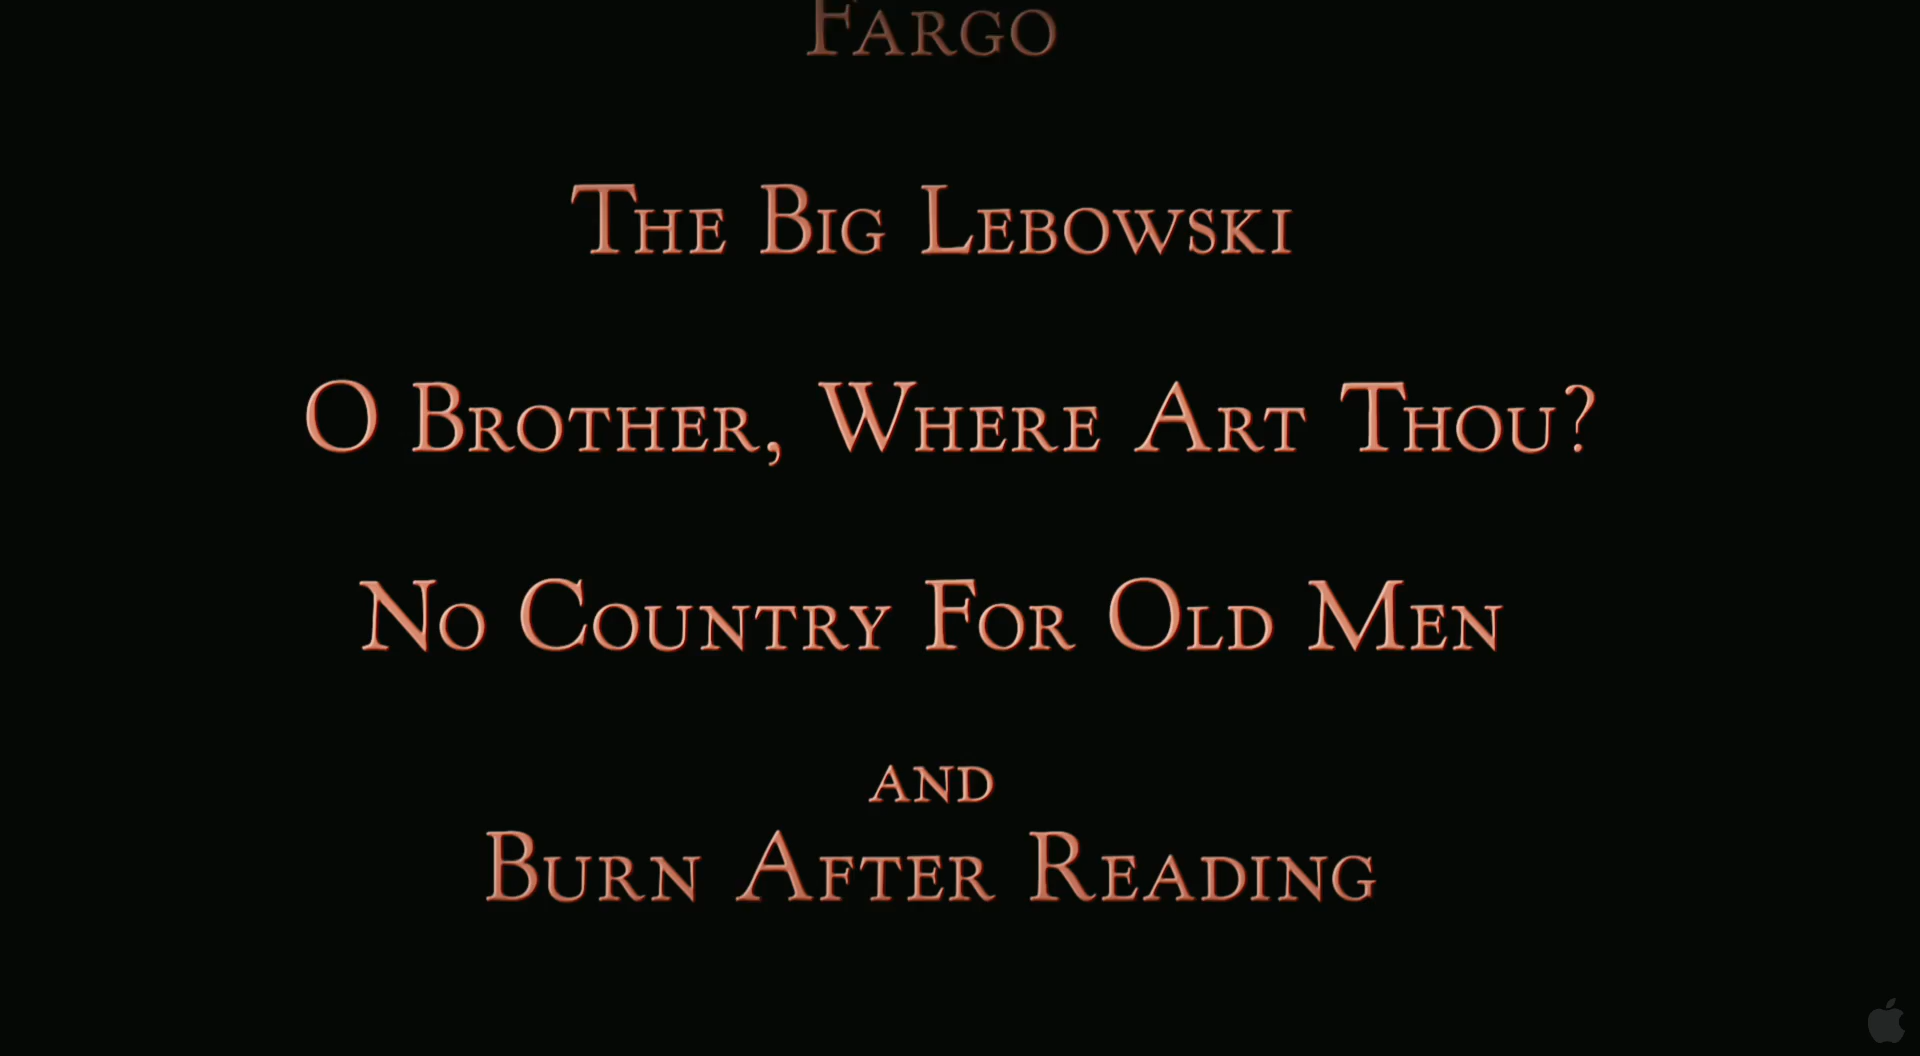 FARGO
THE BIG LEBOWSKI
O BROTHER, WHERE ART THOU?
NO COUNTRY FOR OLD MEN
AND
BURN AFTER READING